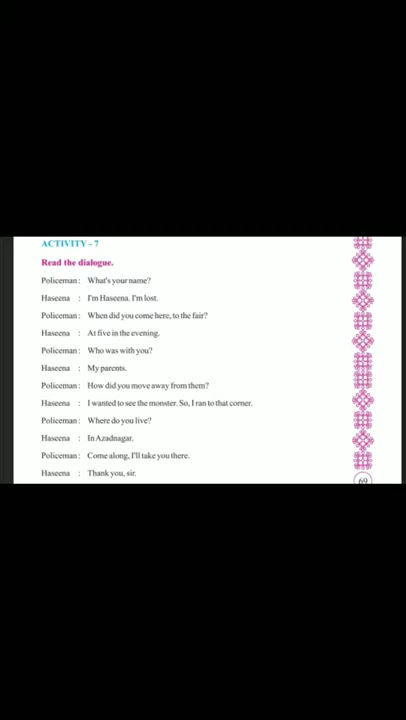 ACTIVITY - 7
Read the dialogue.
Policeman : What's your name?
Haseena : I'm Haseena. I'm lost.
Policeman : When did you come here, to the fair?
Haseena : At five in the evening.
Policeman : Who was with you?
Haseena : My parents.
Policeman : How did you move away from them?
Haseena : I wanted to see the monster. So, I ran to that corner.
Policeman : Where do you live?
Haseena : In Azadnagar.
Policeman : Come along, I'll take you there.
Haseena : Thank you, sir.
69